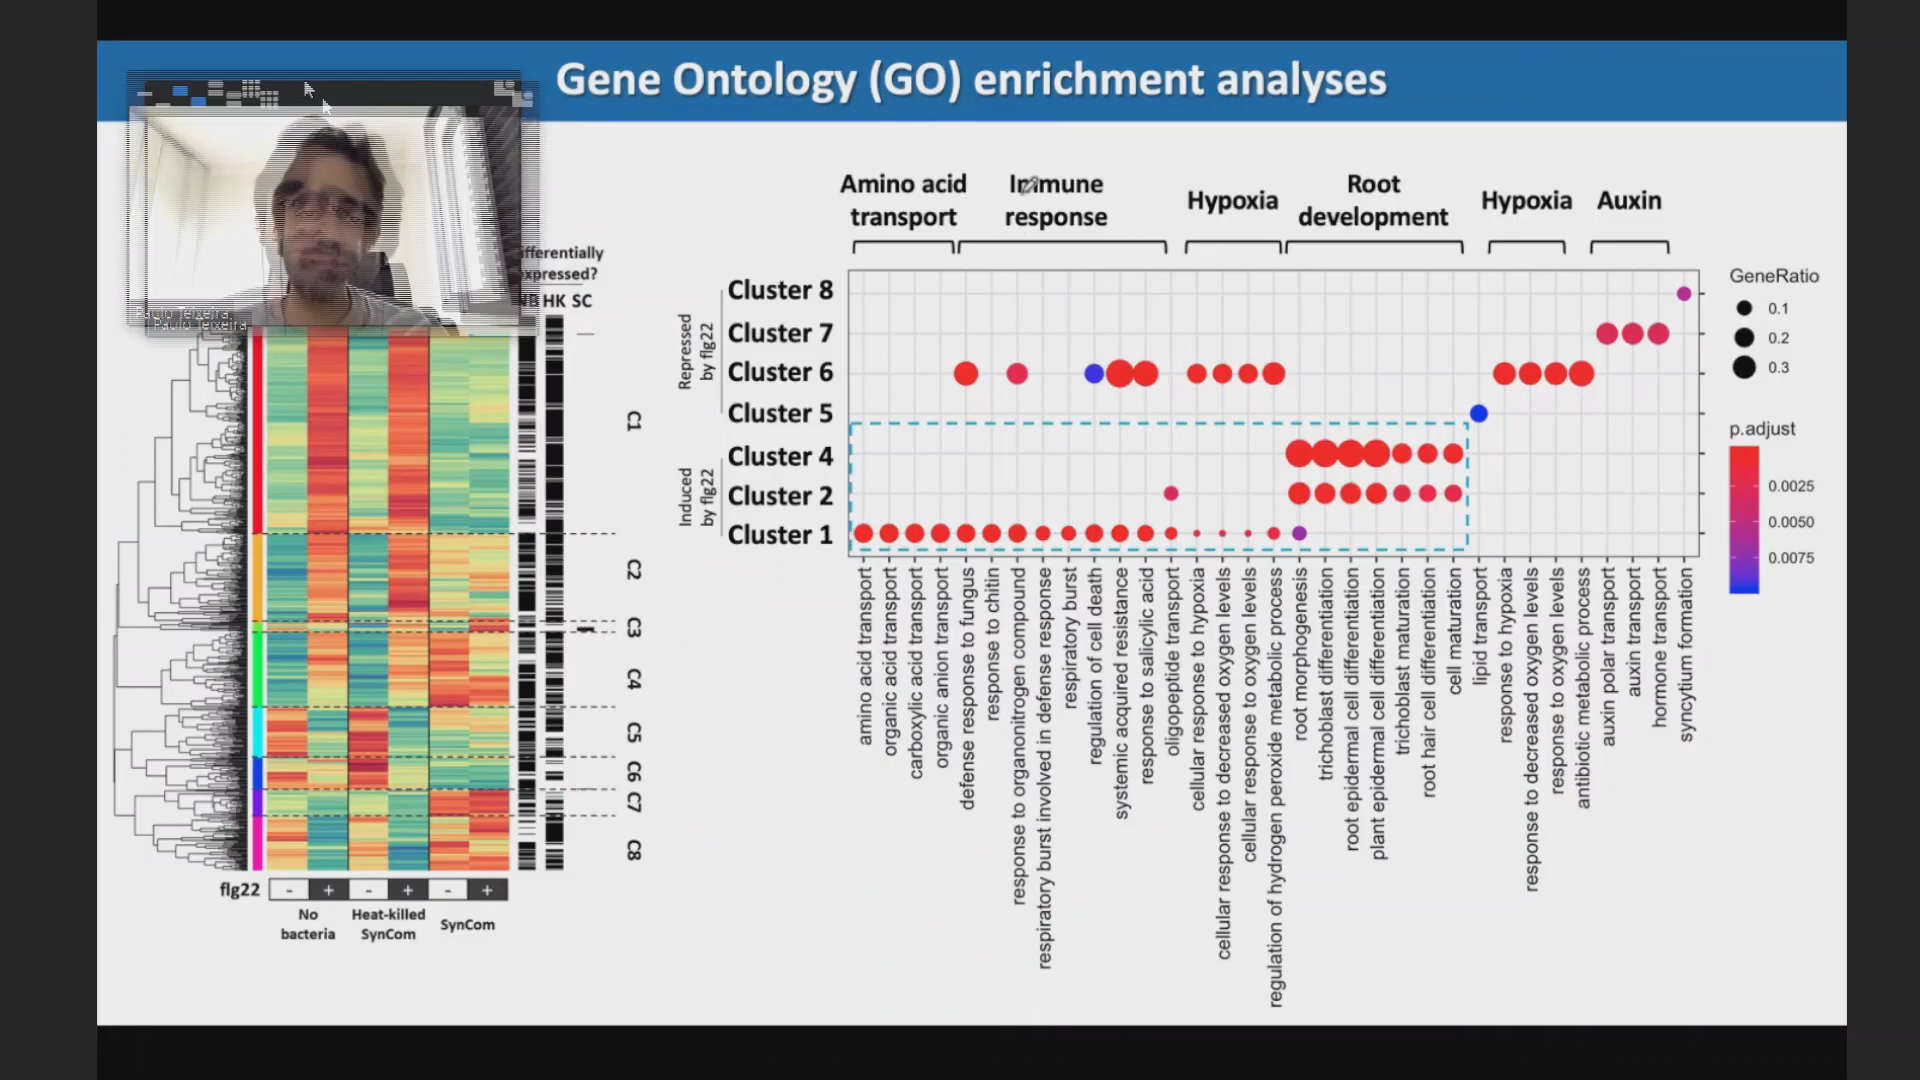 Gene Ontology (GO) enrichment analyses
Paulo Teixeira
Paulo Teixeira
ifferentially
expressed?
NB HK SC
C1
C2
C3
C4
C5
C6
C7
C8
flg22
- + - + - +
No
bacteria
Heat-killed
SynCom
SynCom
Amino acid
transport
Immune
response
Hypoxia
Root
development
Hypoxia
Auxin
Repressed
by flg22
Induced
by flg22
Cluster 8
Cluster 7
Cluster 6
Cluster 5
Cluster 4
Cluster 2
Cluster 1
amino acid transport
organic acid transport
carboxylic acid transport
organic anion transport
defense response to fungus
response to chitin
response to organonitrogen compound
respiratory burst involved in defense response
respiratory burst
regulation of cell death
systemic acquired resistance
response to salicylic acid
oligopeptide transport
cellular response to hypoxia
cellular response to decreased oxygen levels
cellular response to oxygen levels
regulation of hydrogen peroxide metabolic process
root morphogenesis
trichoblast differentiation
root epidermal cell differentiation
plant epidermal cell differentiation
trichoblast maturation
root hair cell differentiation
cell maturation
lipid transport
response to hypoxia
response to decreased oxygen levels
response to oxygen levels
antibiotic metabolic process
auxin polar transport
auxin transport
hormone transport
syncytium formation
GeneRatio
0.1
0.2
0.3
p.adjust
0.0025
0.0050
0.0075